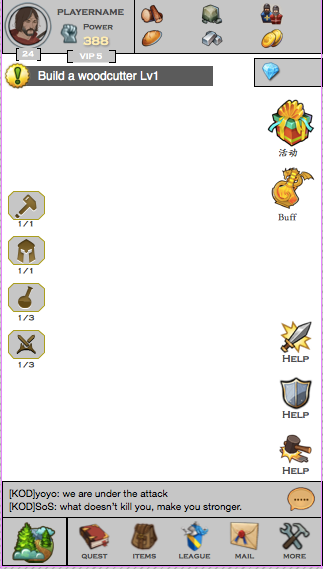 PLAYERNAME
POWER
388
24
VIP 5
Build a woodcutter Lv1
活动
Buff
1/1
1/1
1/3
1/3
HELP
HELP
HELP
[KOD]yoyo: we are under the attack
[KOD]SoS: what doesn't kill you, make you stronger.
QUEST
ITEMS
LEAGUE
MAIL
MORE